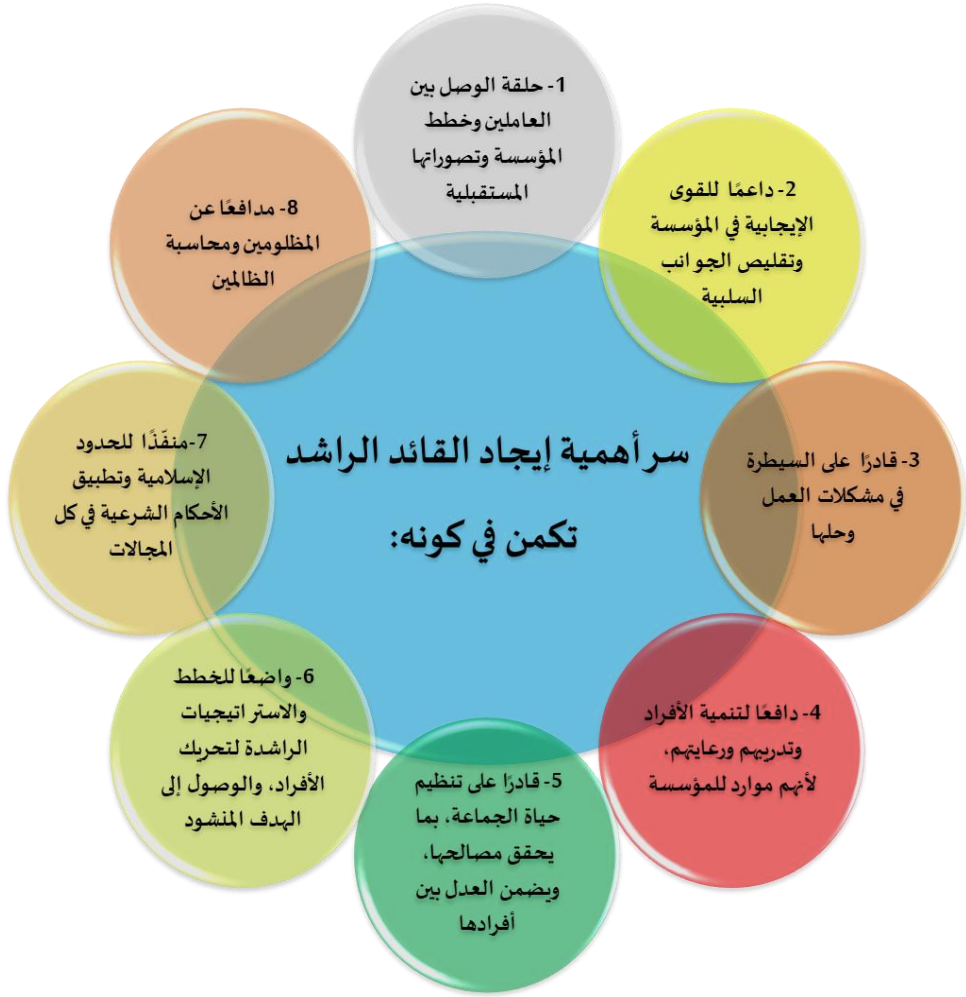 سر أهمية إيجاد القائد الراشد
تكمن في كونه:
1- حلقة الوصل بين
العاملين وخطط
المؤسسة وتصوراتها
المستقبلية
2- داعمًا للقوى
الإيجابية في المؤسسة
وتقليص الجوانب
السلبية
3- قادرًا على السيطرة
في مشكلات العمل
وحلها
4- دافعًا لتنمية الأفراد
وتدريبهم ورعايتهم،
لأنهم موارد للمؤسسة
5- قادرًا على تنظيم
حياة الجماعة، بما
يحقق مصالحها،
ويضمن العدل بين
أفرادها
6- واضعًا للخطط
والاستراتيجيات
الراشدة لتحريك
الأفراد، والوصول إلى
الهدف المنشود
7-منفّذًا للحدود
الإسلامية وتطبيق
الأحكام الشرعية في كل
المجالات
8- مدافعًا عن
المظلومين ومحاسبة
الظالمين